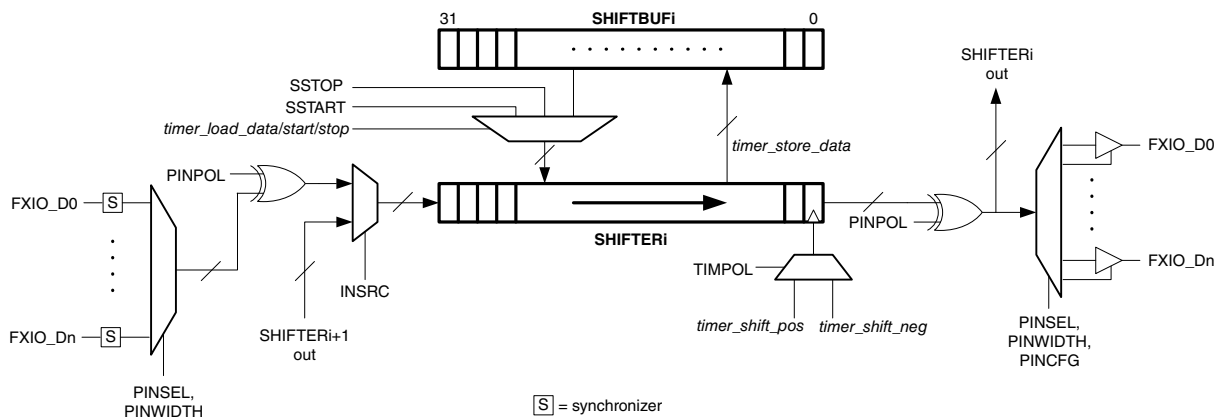 31
SHIFTBUFi
0
SSTOP
SSTART
timer_load_data/start/stop
timer_store_data
SHIFTERi
out
FXIO_D0
FXIO_Dn
PINPOL
FXIO_D0
S
FXIO_Dn
S
PINSEL,
PINWIDTH
INSRC
SHIFTERi+1
out
SHIFTERi
PINPOL
TIMPOL
timer_shift_pos
timer_shift_neg
PINSEL,
PINWIDTH,
PINCFG
S = synchronizer